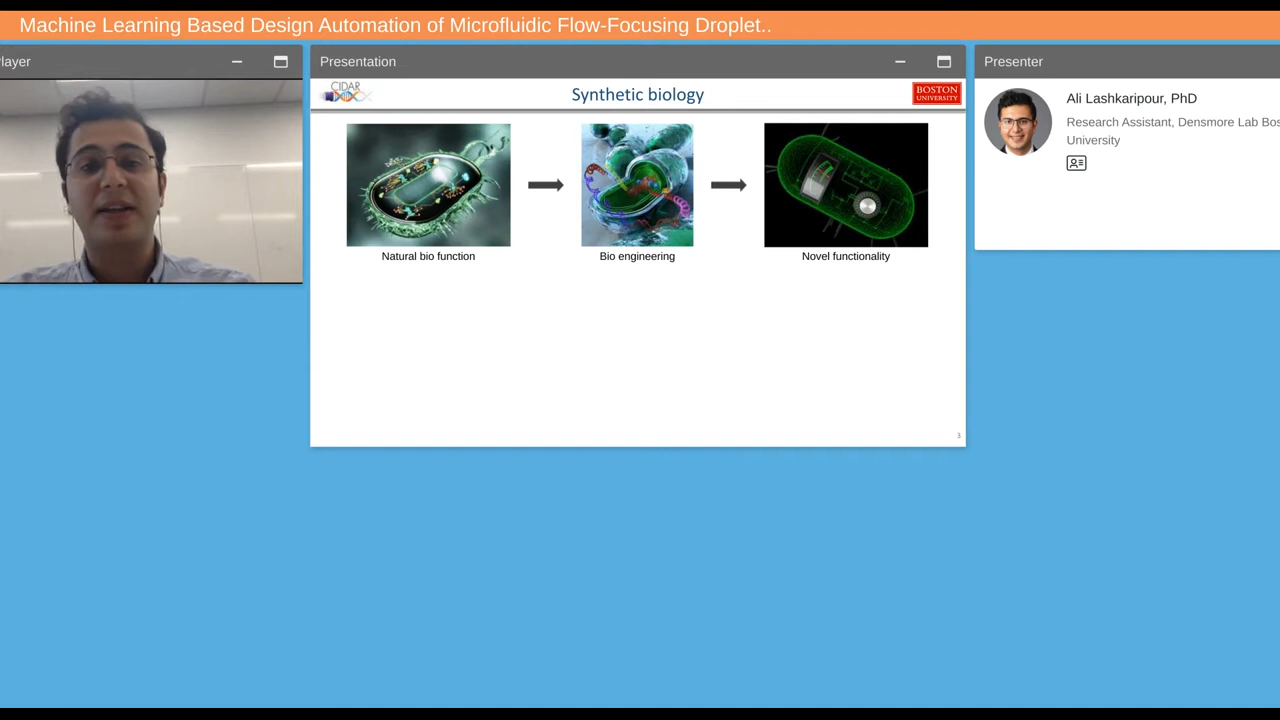 Machine Learning Based Design Automation of Microfluidic Flow-Focusing Droplet..
layer
Presentation
Presenter
CIDAR
Synthetic biology
BOSTON
UNIVERSITY
Natural bio function
Bio engineering
Novel functionality
3
Ali Lashkaripour, PhD
Research Assistant, Densmore Lab Bos
University